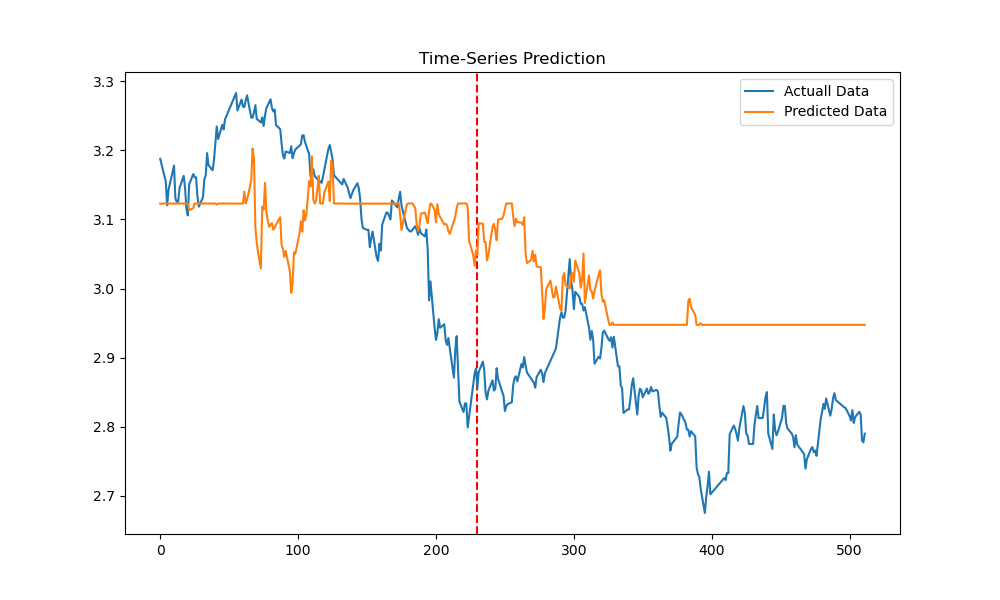 Time-Series Prediction
Actuall Data
Predicted Data
3.3
3.2
3.1
3.0
2.9
2.8
2.7
0 100 200 300 400 500